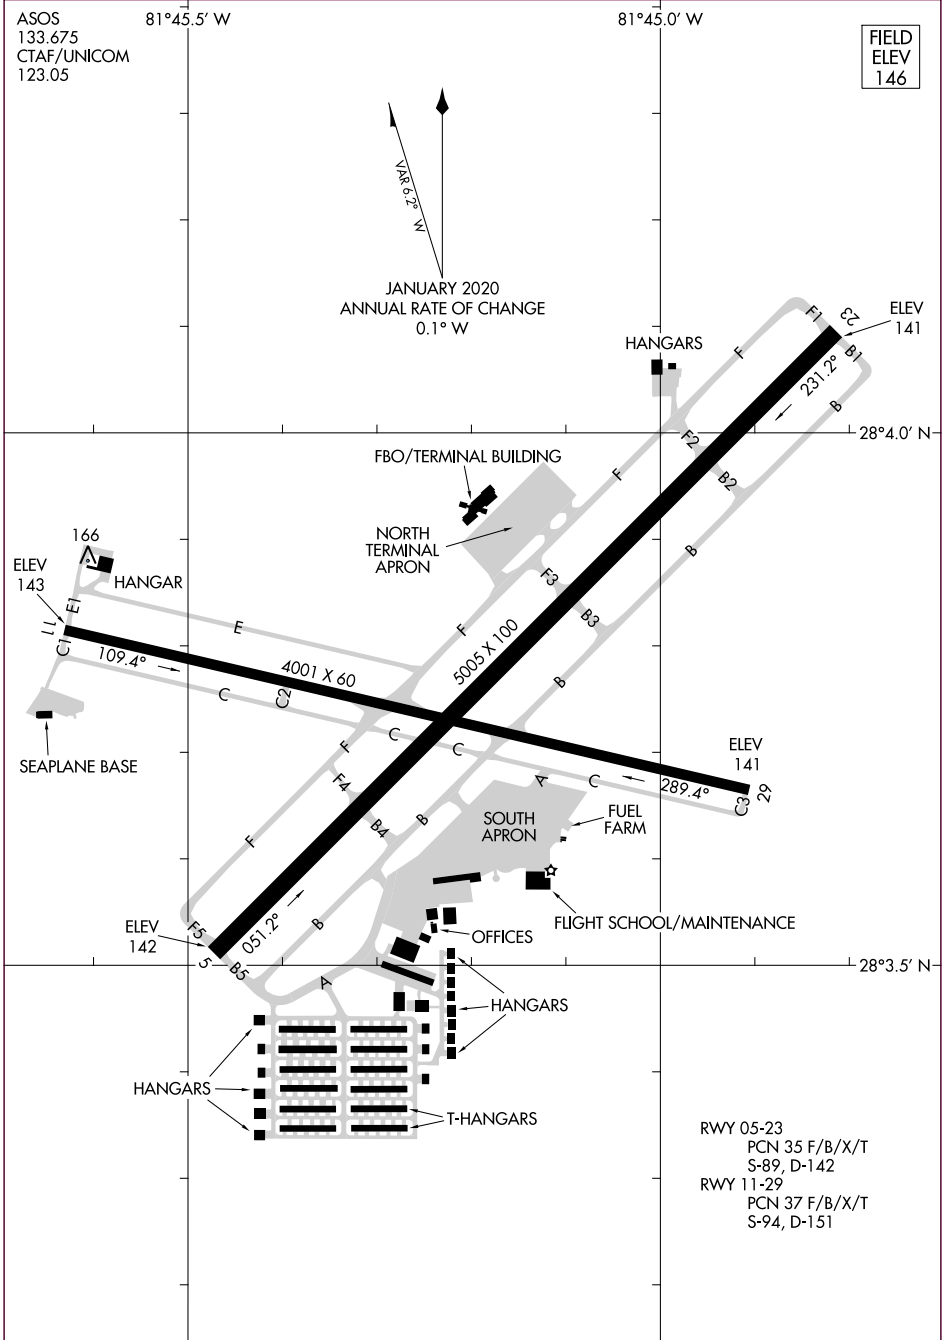 ASOS
133.675
CTAF/UNICOM
123.05
81°45.5' W
81°45.0' W
FIELD
ELEV
146
VAR 6.2° W
JANUARY 2020
ANNUAL RATE OF CHANGE
0.1° W
F1
23
ELEV
141
B1
HANGARS
F
231.2°
B
28°4.0' N
F2
FBO/TERMINAL BUILDING
F
B2
NORTH
TERMINAL
APRON
166
HANGAR
ELEV
143
B
F3
E1
B3
11
C1
E
F
109.4°
4001 X 60
5005 X 100
B
C
C2
C
C
F
SEAPLANE BASE
ELEV
141
A
C
289.4°
29
C3
F4
B4
B
SOUTH
APRON
FUEL
FARM
F
FLIGHT SCHOOL/MAINTENANCE
ELEV
142
F5
5
B5
051.2°
B
OFFICES
28°3.5' N
A
HANGARS
HANGARS
T-HANGARS
RWY 05-23
PCN 35 F/B/X/T
S-89, D-142
RWY 11-29
PCN 37 F/B/X/T
S-94, D-151